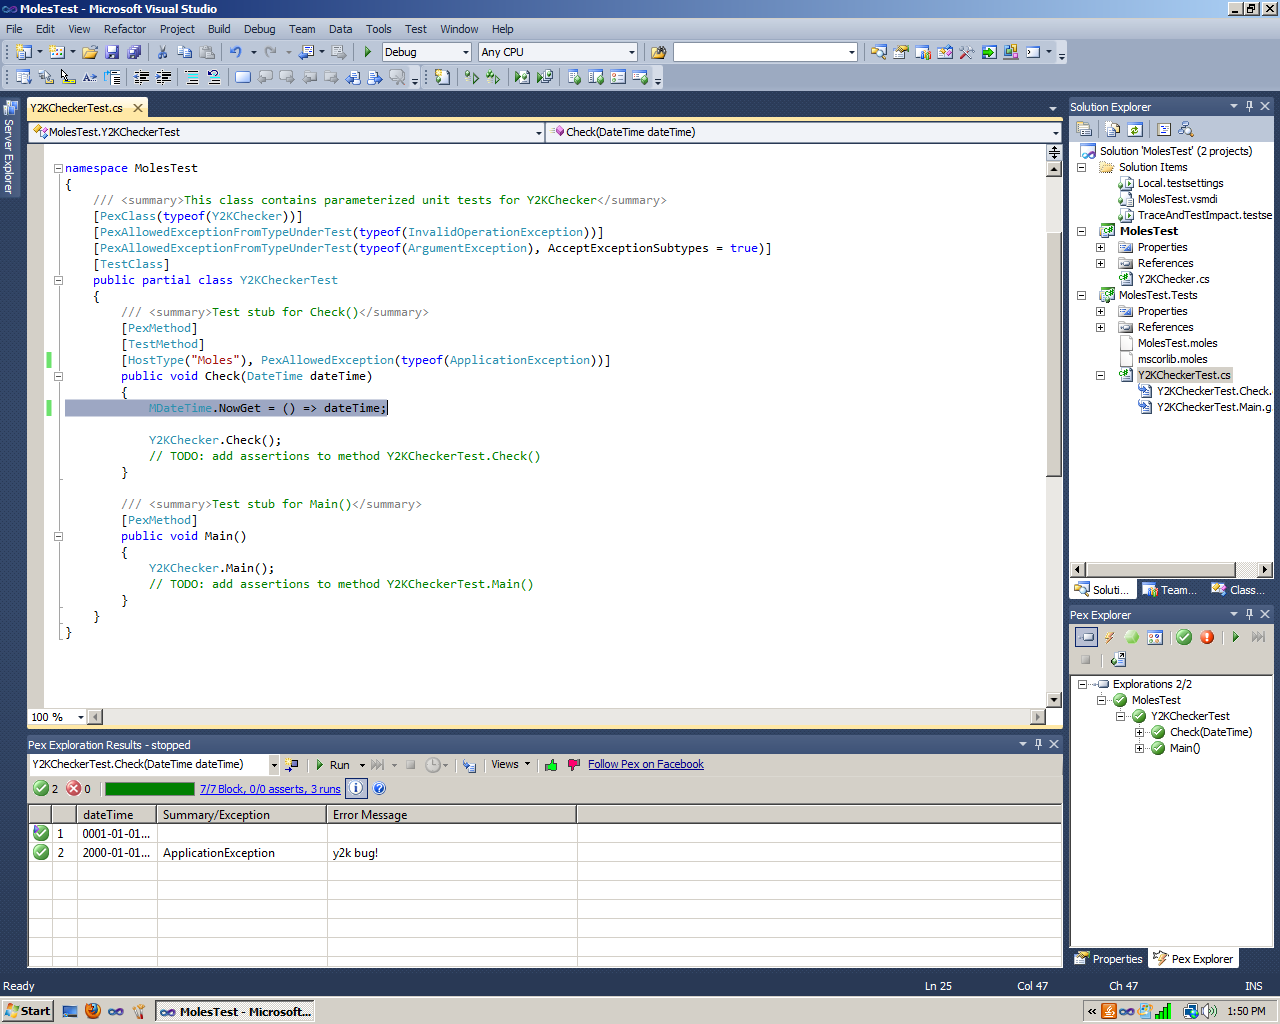 MolesTest - Microsoft Visual Studio
File Edit View Refactor Project Build Debug Team Data Tools Test Window Help
Debug Any CPU
Server Explorer
Y2KCheckerTest.cs
MolesTest.Y2KCheckerTest
Check(DateTime dateTime)
namespace MolesTest
{
/// <summary>This class contains parameterized unit tests for Y2KChecker</summary>
[PexClass(typeof(Y2KChecker))]
[PexAllowedExceptionFromTypeUnderTest(typeof(InvalidOperationException))]
[PexAllowedExceptionFromTypeUnderTest(typeof(ArgumentException), AcceptExceptionSubtypes = true)]
[TestClass]
public partial class Y2KCheckerTest
{
/// <summary>Test stub for Check()</summary>
[PexMethod]
[TestMethod]
[HostType("Moles"), PexAllowedException(typeof(ApplicationException))]
public void Check(DateTime dateTime)
{
MDateTime.NowGet = () => dateTime;
Y2KChecker.Check();
// TODO: add assertions to method Y2KCheckerTest.Check()
}
/// <summary>Test stub for Main()</summary>
[PexMethod]
public void Main()
{
Y2KChecker.Main();
// TODO: add assertions to method Y2KCheckerTest.Main()
}
}
}
100 %
Solution Explorer
Solution 'MolesTest' (2 projects)
Solution Items
Local.testsettings
MolesTest.vsmdi
TraceAndTestImpact.testse
MolesTest
Properties
References
Y2KChecker.cs
MolesTest.Tests
Properties
References
MolesTest.moles
mscorlib.moles
Y2KCheckerTest.cs
Y2KCheckerTest.Check.
Y2KCheckerTest.Main.g
Soluti... Team... Class...
Pex Explorer
Explorations 2/2
MolesTest
Y2KCheckerTest
Check(DateTime)
Main()
Properties Pex Explorer
Pex Exploration Results - stopped
Y2KCheckerTest.Check(DateTime dateTime) Run Views Follow Pex on Facebook
2 0 7/7 Block, 0/0 asserts, 3 runs
dateTime Summary/Exception Error Message
1 0001-01-01...
2 2000-01-01... ApplicationException y2k bug!
Ready Ln 25 Col 47 Ch 47 INS
Start MolesTest - Microsoft... « 1:50 PM